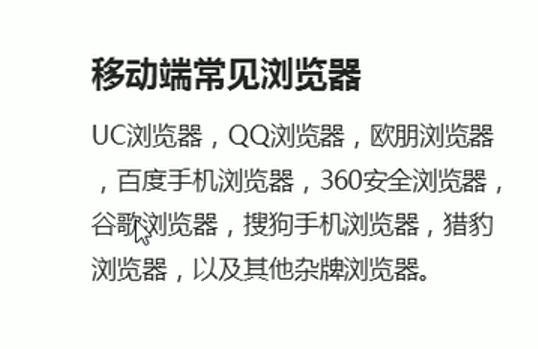 移动端常见浏览器
UC浏览器，QQ浏览器，欧朋浏览器
，百度手机浏览器，360安全浏览器，
谷歌浏览器，搜狗手机浏览器，猎豹
浏览器，以及其他杂牌浏览器。